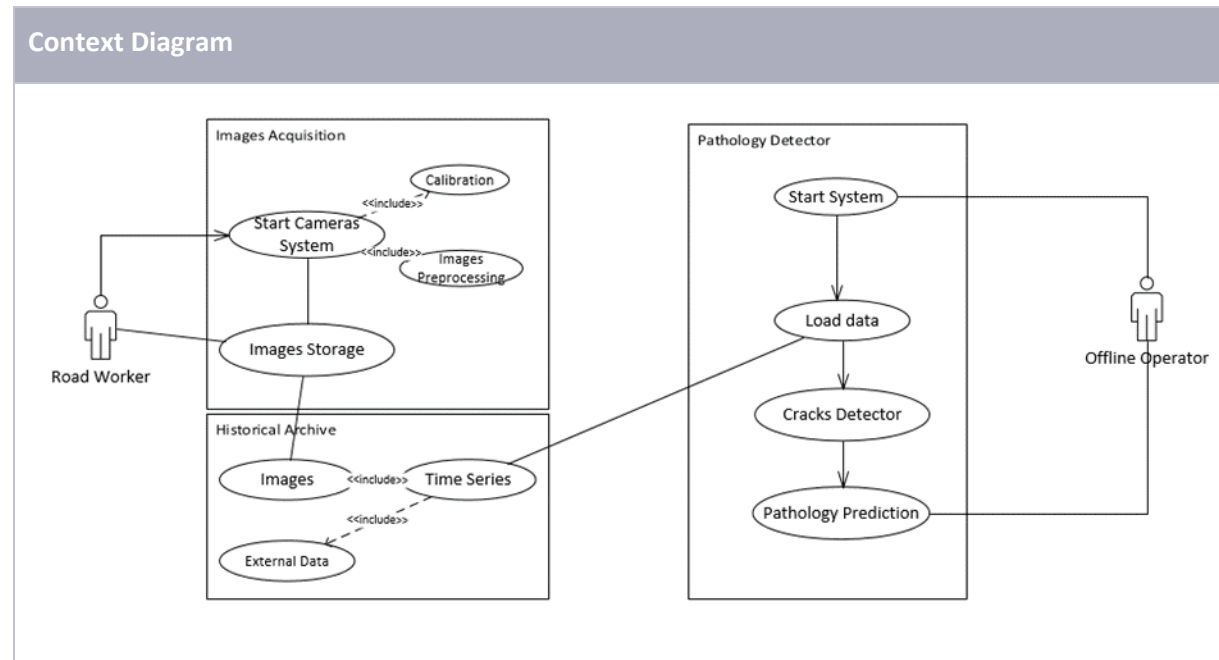 Context Diagram
Images Acquisition
Calibration
<<include>>
Start Cameras
System
<<include>>
Images
Preprocessing
Images Storage
Road Worker
Historical Archive
Images
<<include>>
Time Series
<<include>>
External Data
Pathology Detector
Start System
Load data
Cracks Detector
Pathology Prediction
Offline Operator